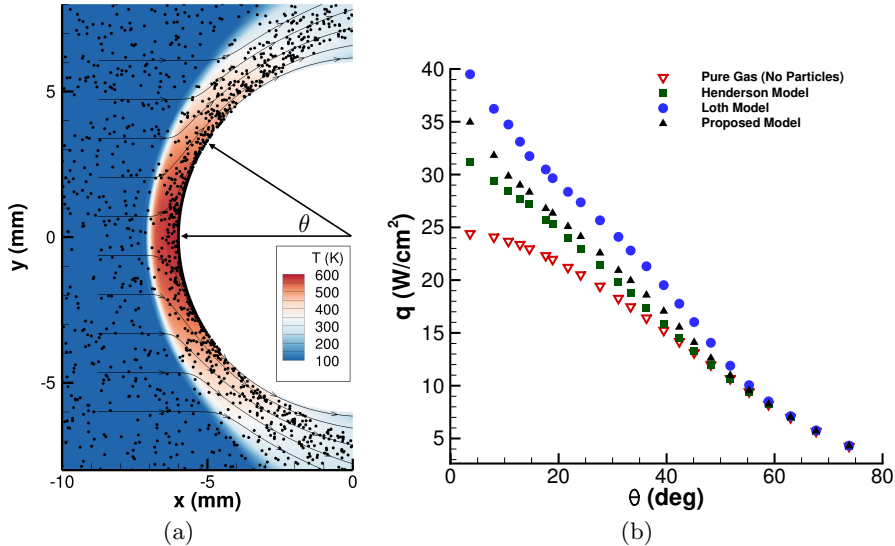 5
0
-5
-10
-5
0
y (mm)
x (mm)
θ
T (K)
600
500
400
300
200
100
(a)
40
35
30
25
20
15
10
5
0
20
40
60
80
q (W/cm²)
θ (deg)
Pure Gas (No Particles)
Henderson Model
Loth Model
Proposed Model
(b)